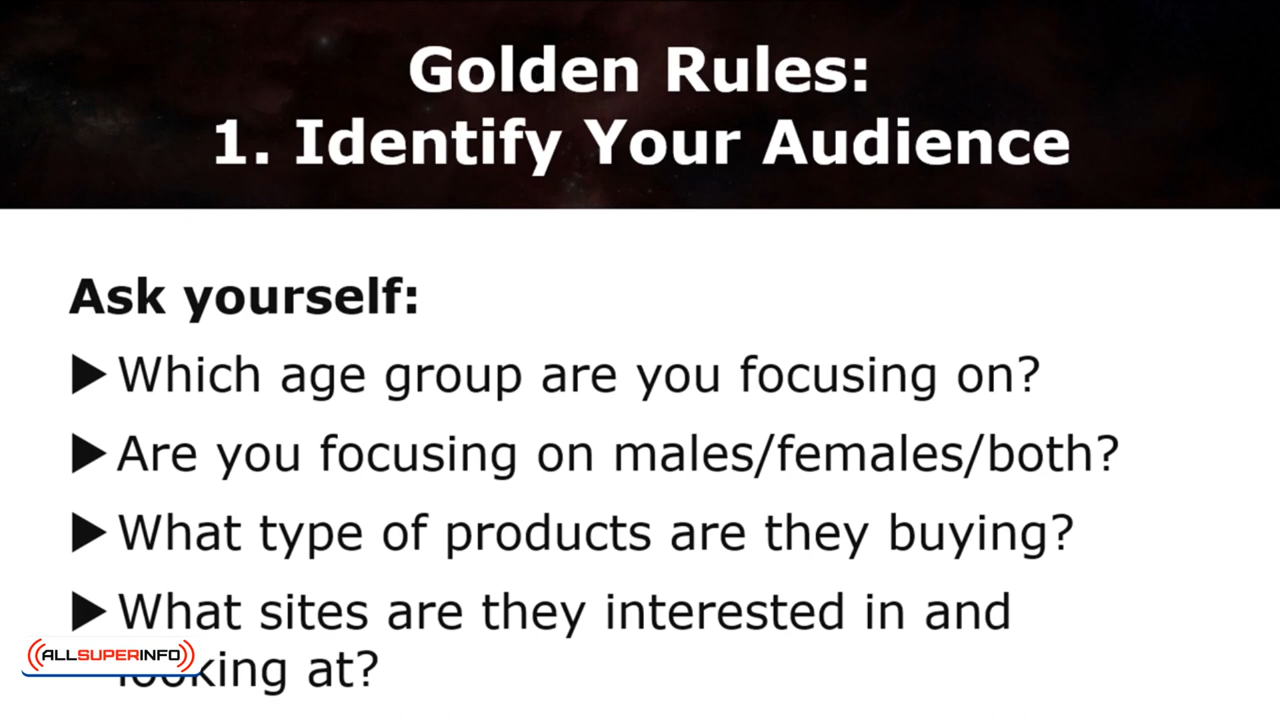 Golden Rules:
1. Identify Your Audience
Ask yourself:
▶ Which age group are you focusing on?
▶ Are you focusing on males/females/both?
▶ What type of products are they buying?
▶ What sites are they interested in and
looking at?
ALLSUPERINFO